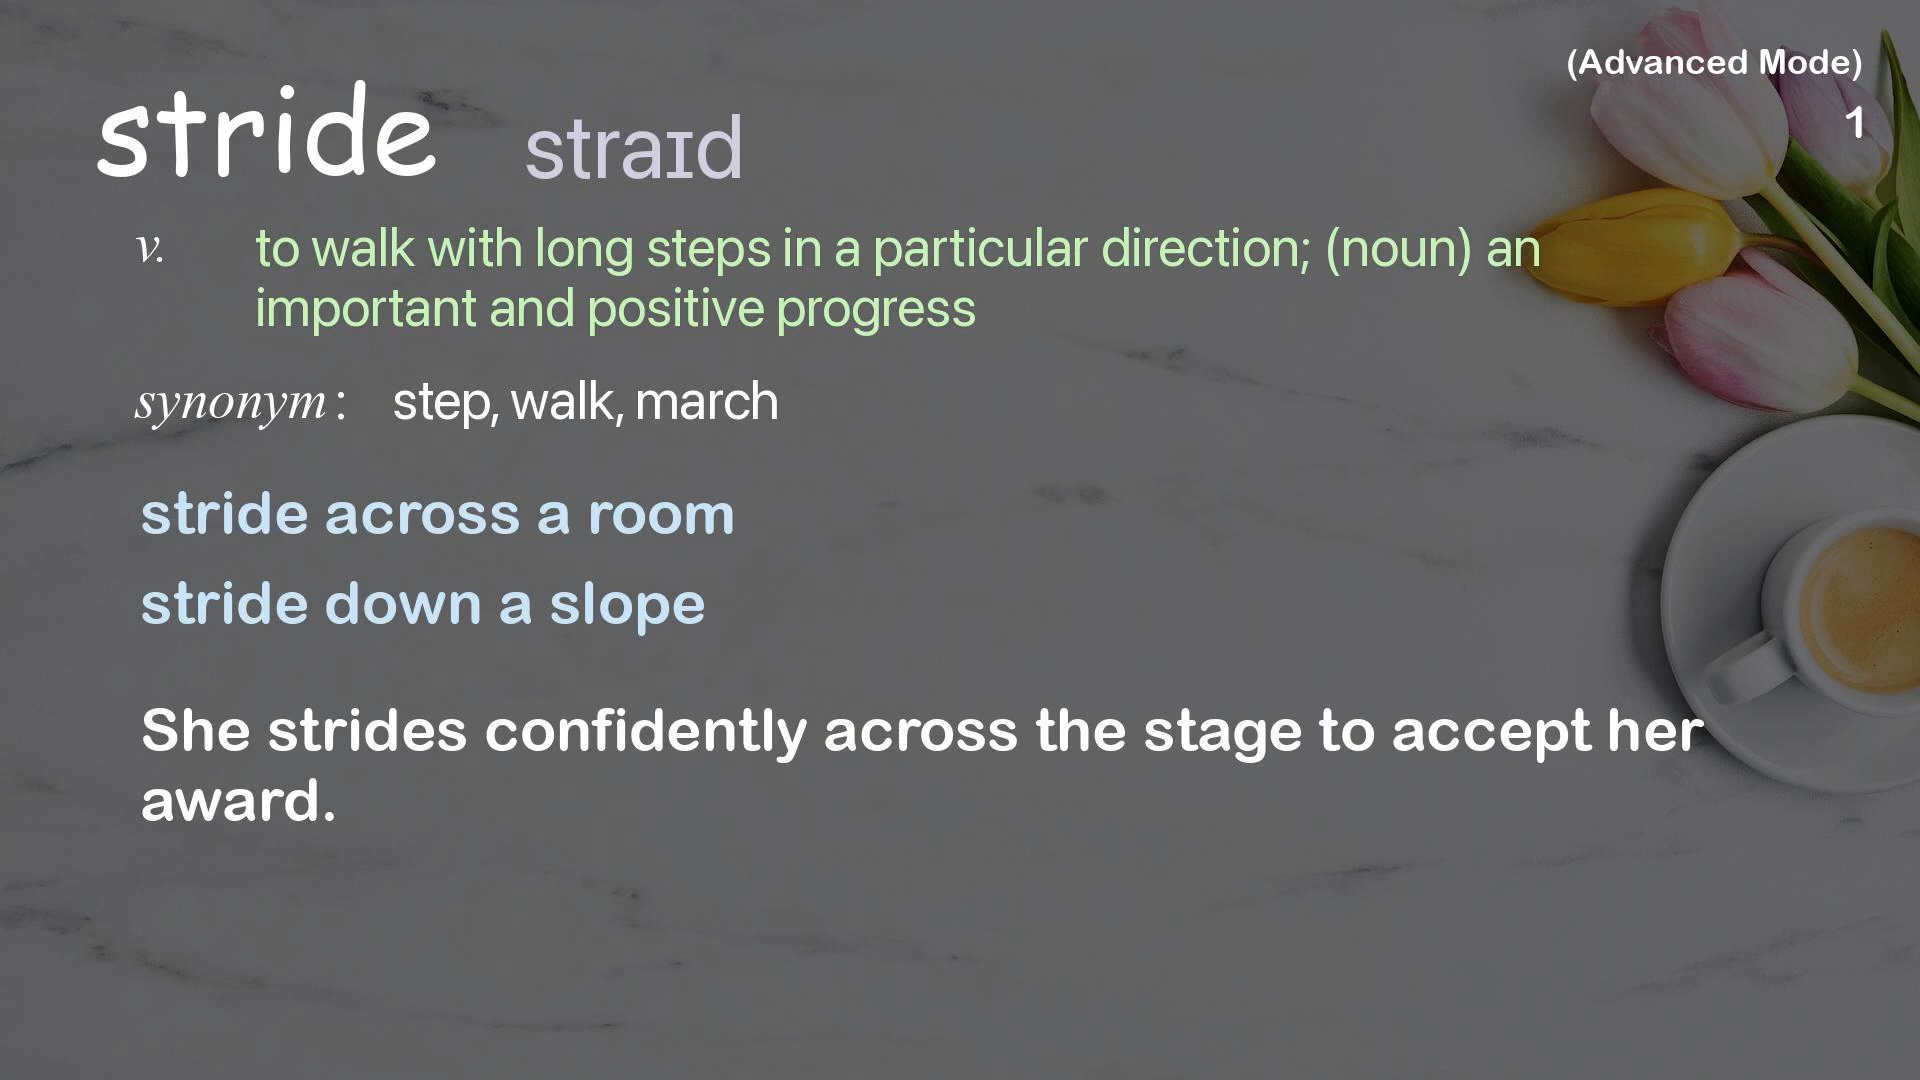 (Advanced Mode)
1
stride straɪd
v. to walk with long steps in a particular direction; (noun) an
important and positive progress
synonym: step, walk, march
stride across a room
stride down a slope
She strides confidently across the stage to accept her
award.